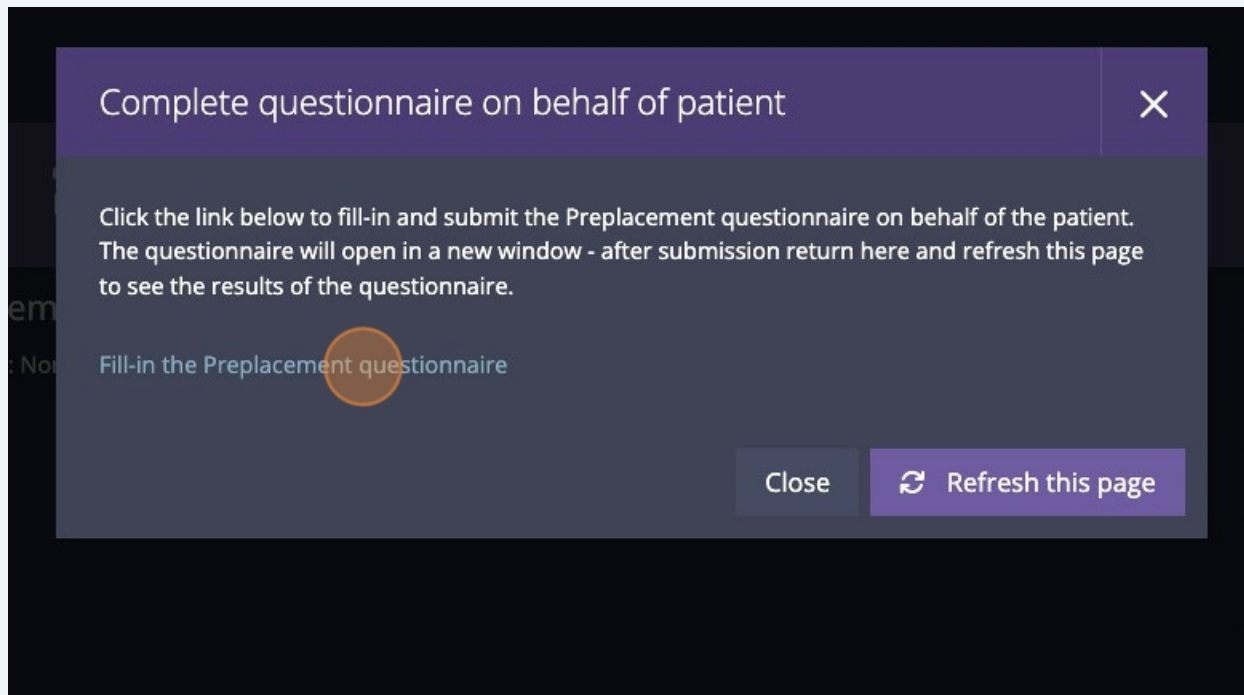 Complete questionnaire on behalf of patient
Click the link below to fill-in and submit the Preplacement questionnaire on behalf of the patient.
The questionnaire will open in a new window - after submission return here and refresh this page
to see the results of the questionnaire.
em
: Nor
Fill-in the Preplacement questionnaire
Close
Refresh this page